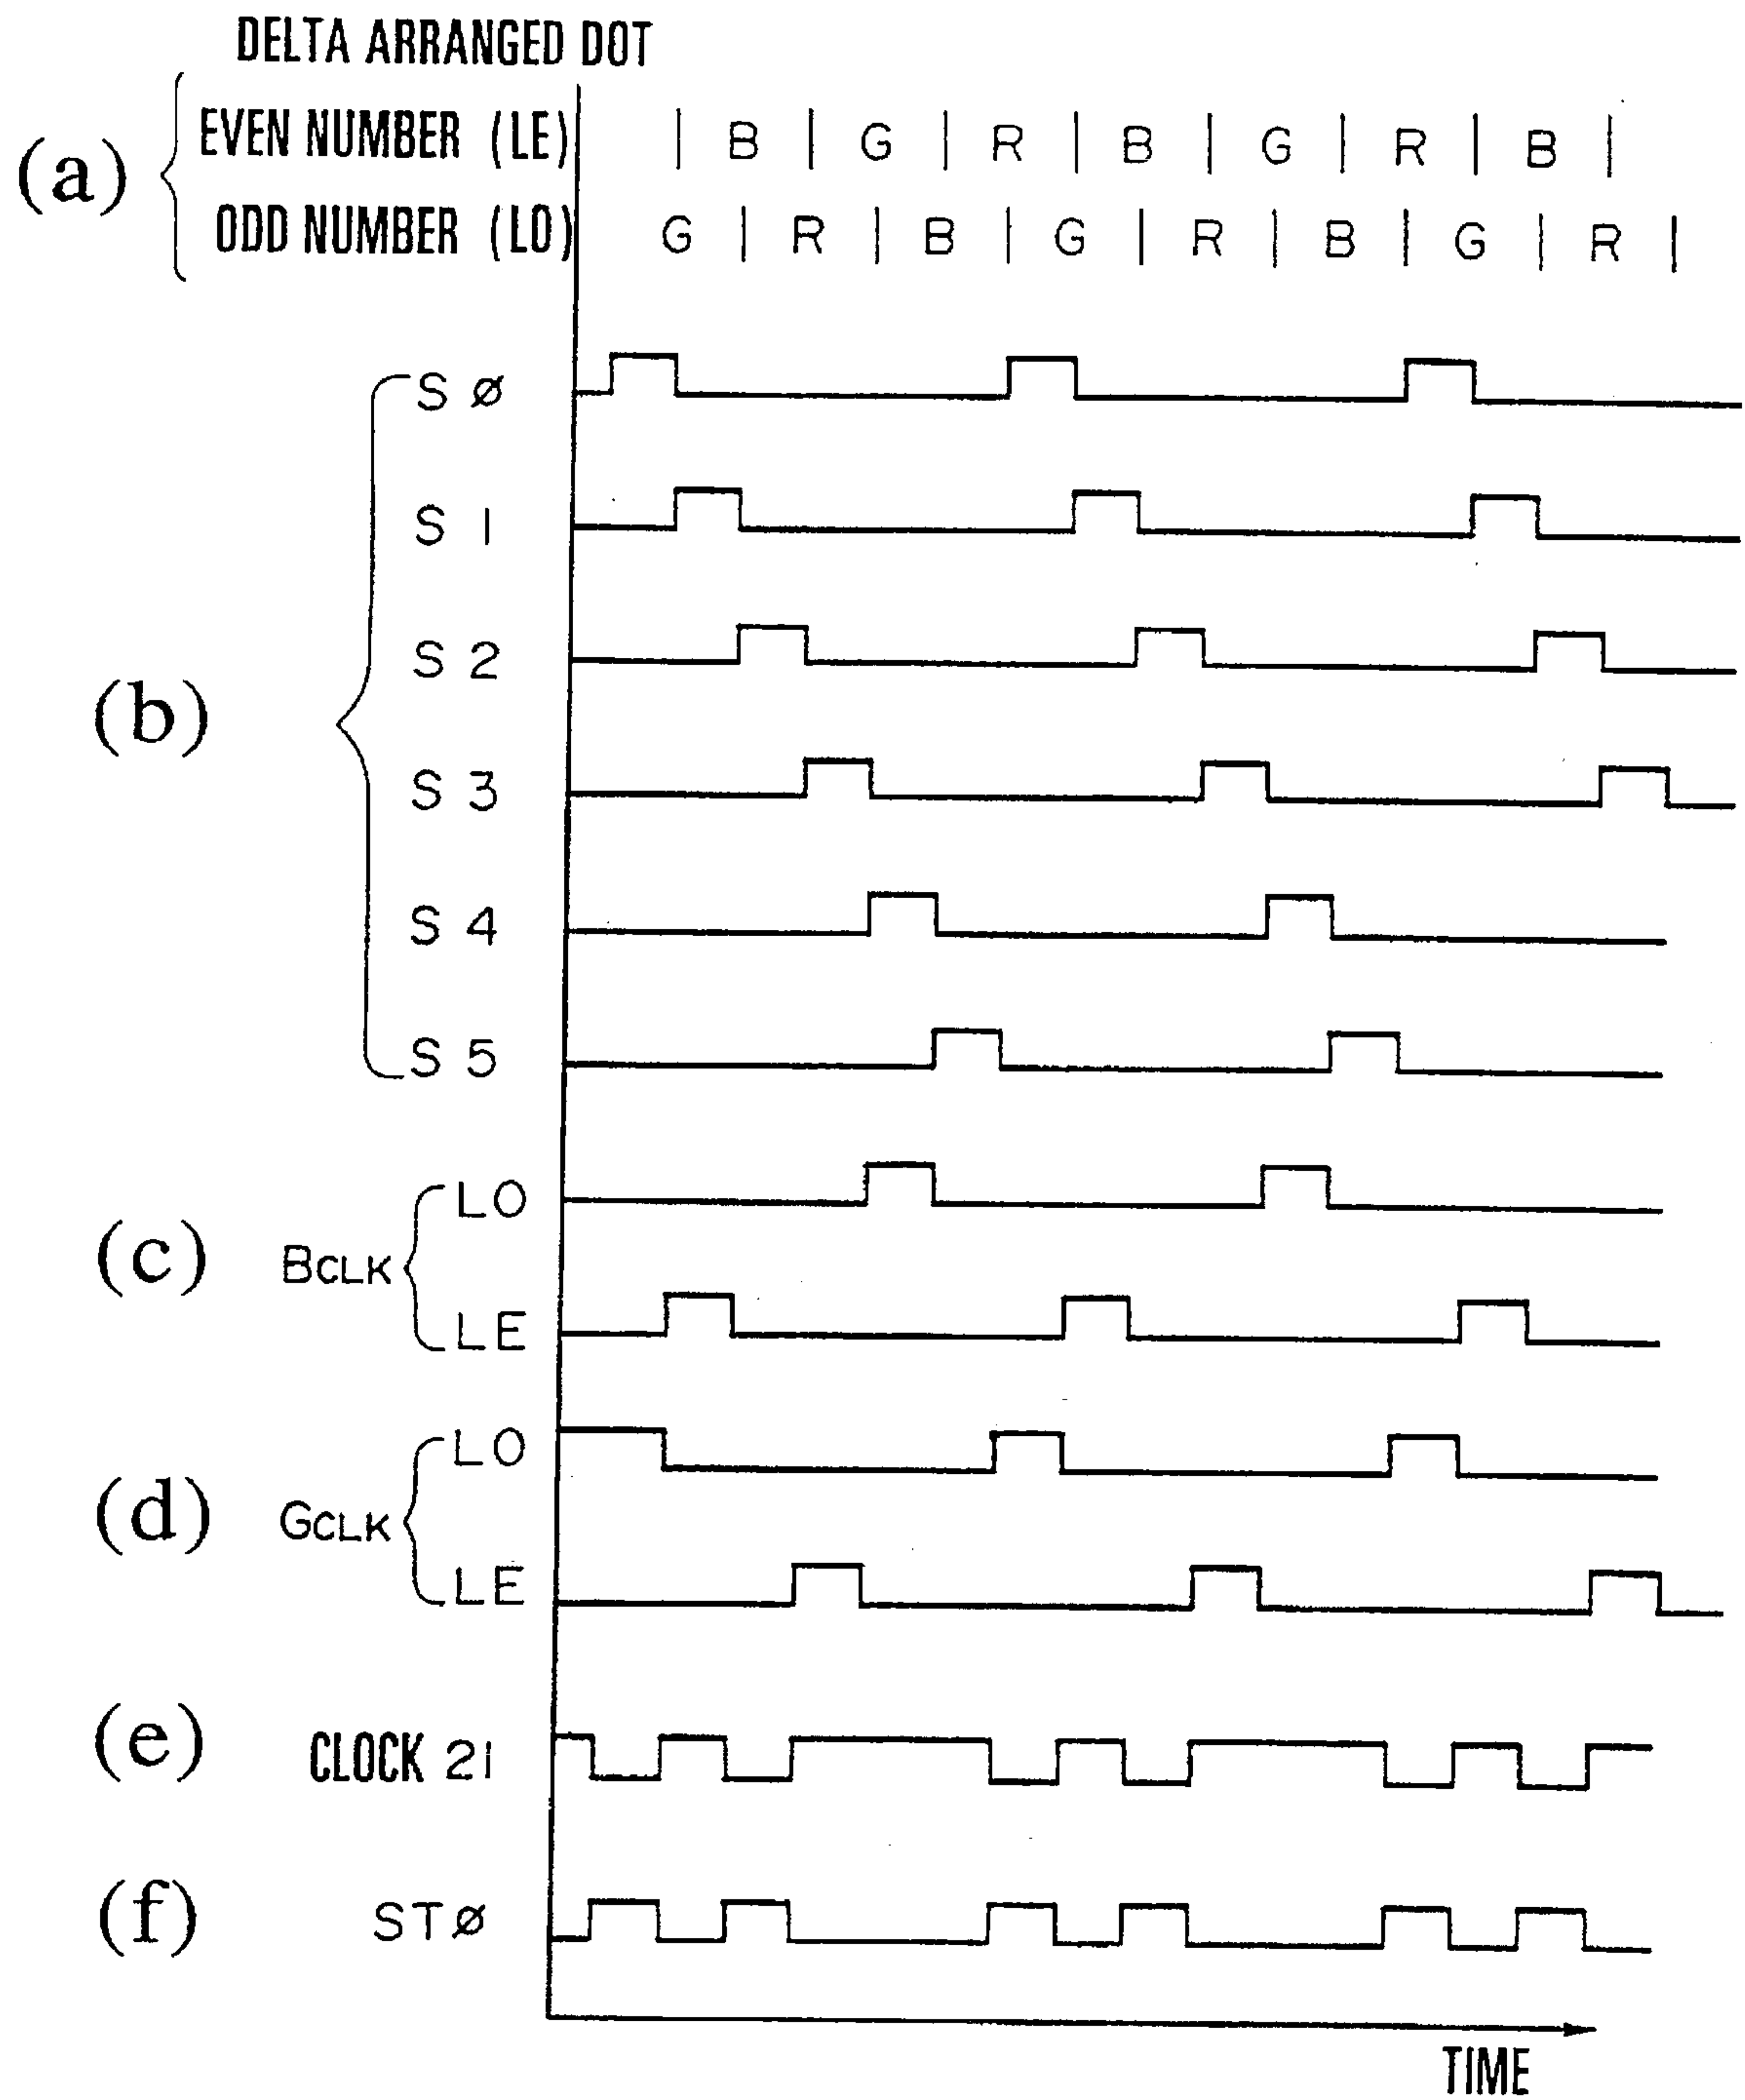 DELTA ARRANGED DOT
(a) EVEN NUMBER (LE) | B | G | R | B | G | R | B |
ODD NUMBER (LO) G | R | B | G | R | B | G | R |
S Ø
S 1
(b) S 2
S 3
S 4
S 5
LO
(c) BCLK
LE
LO
(d) GCLK
LE
(e) CLOCK 21
(f) STØ
TIME